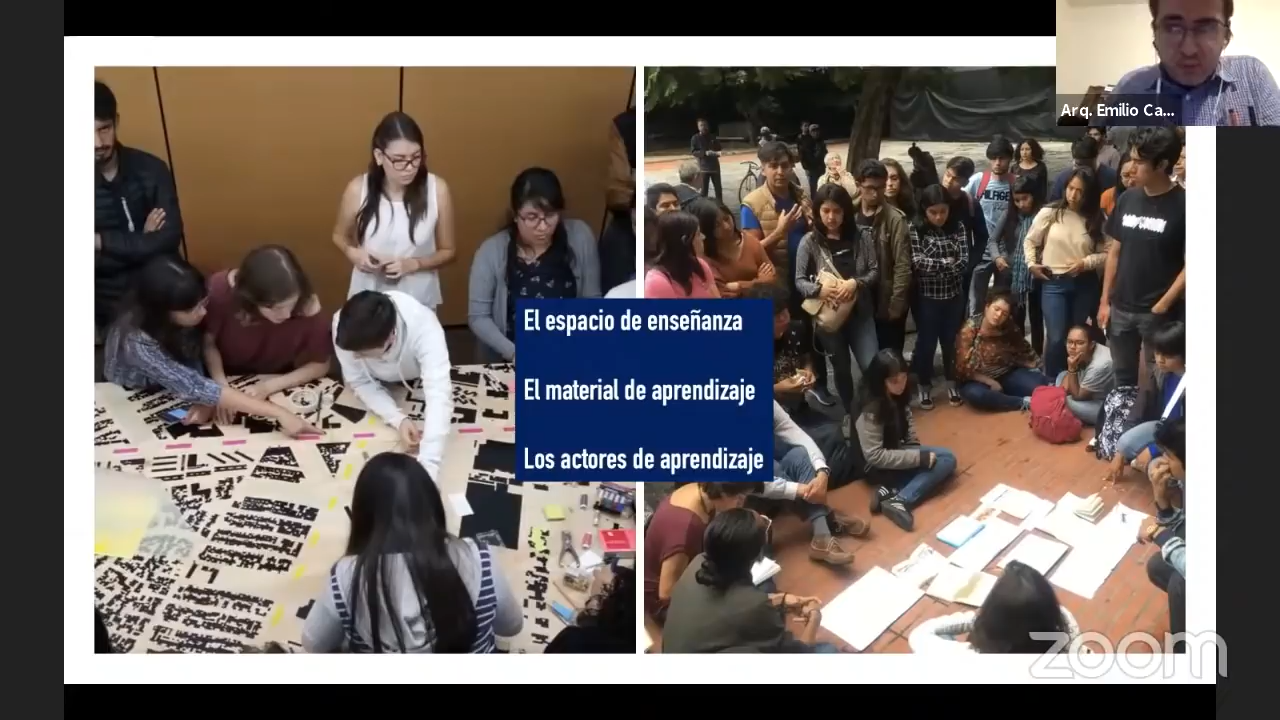 Arq. Emilio Ca...
El espacio de enseñanza
El material de aprendizaje
Los actores de aprendizaje
zoom